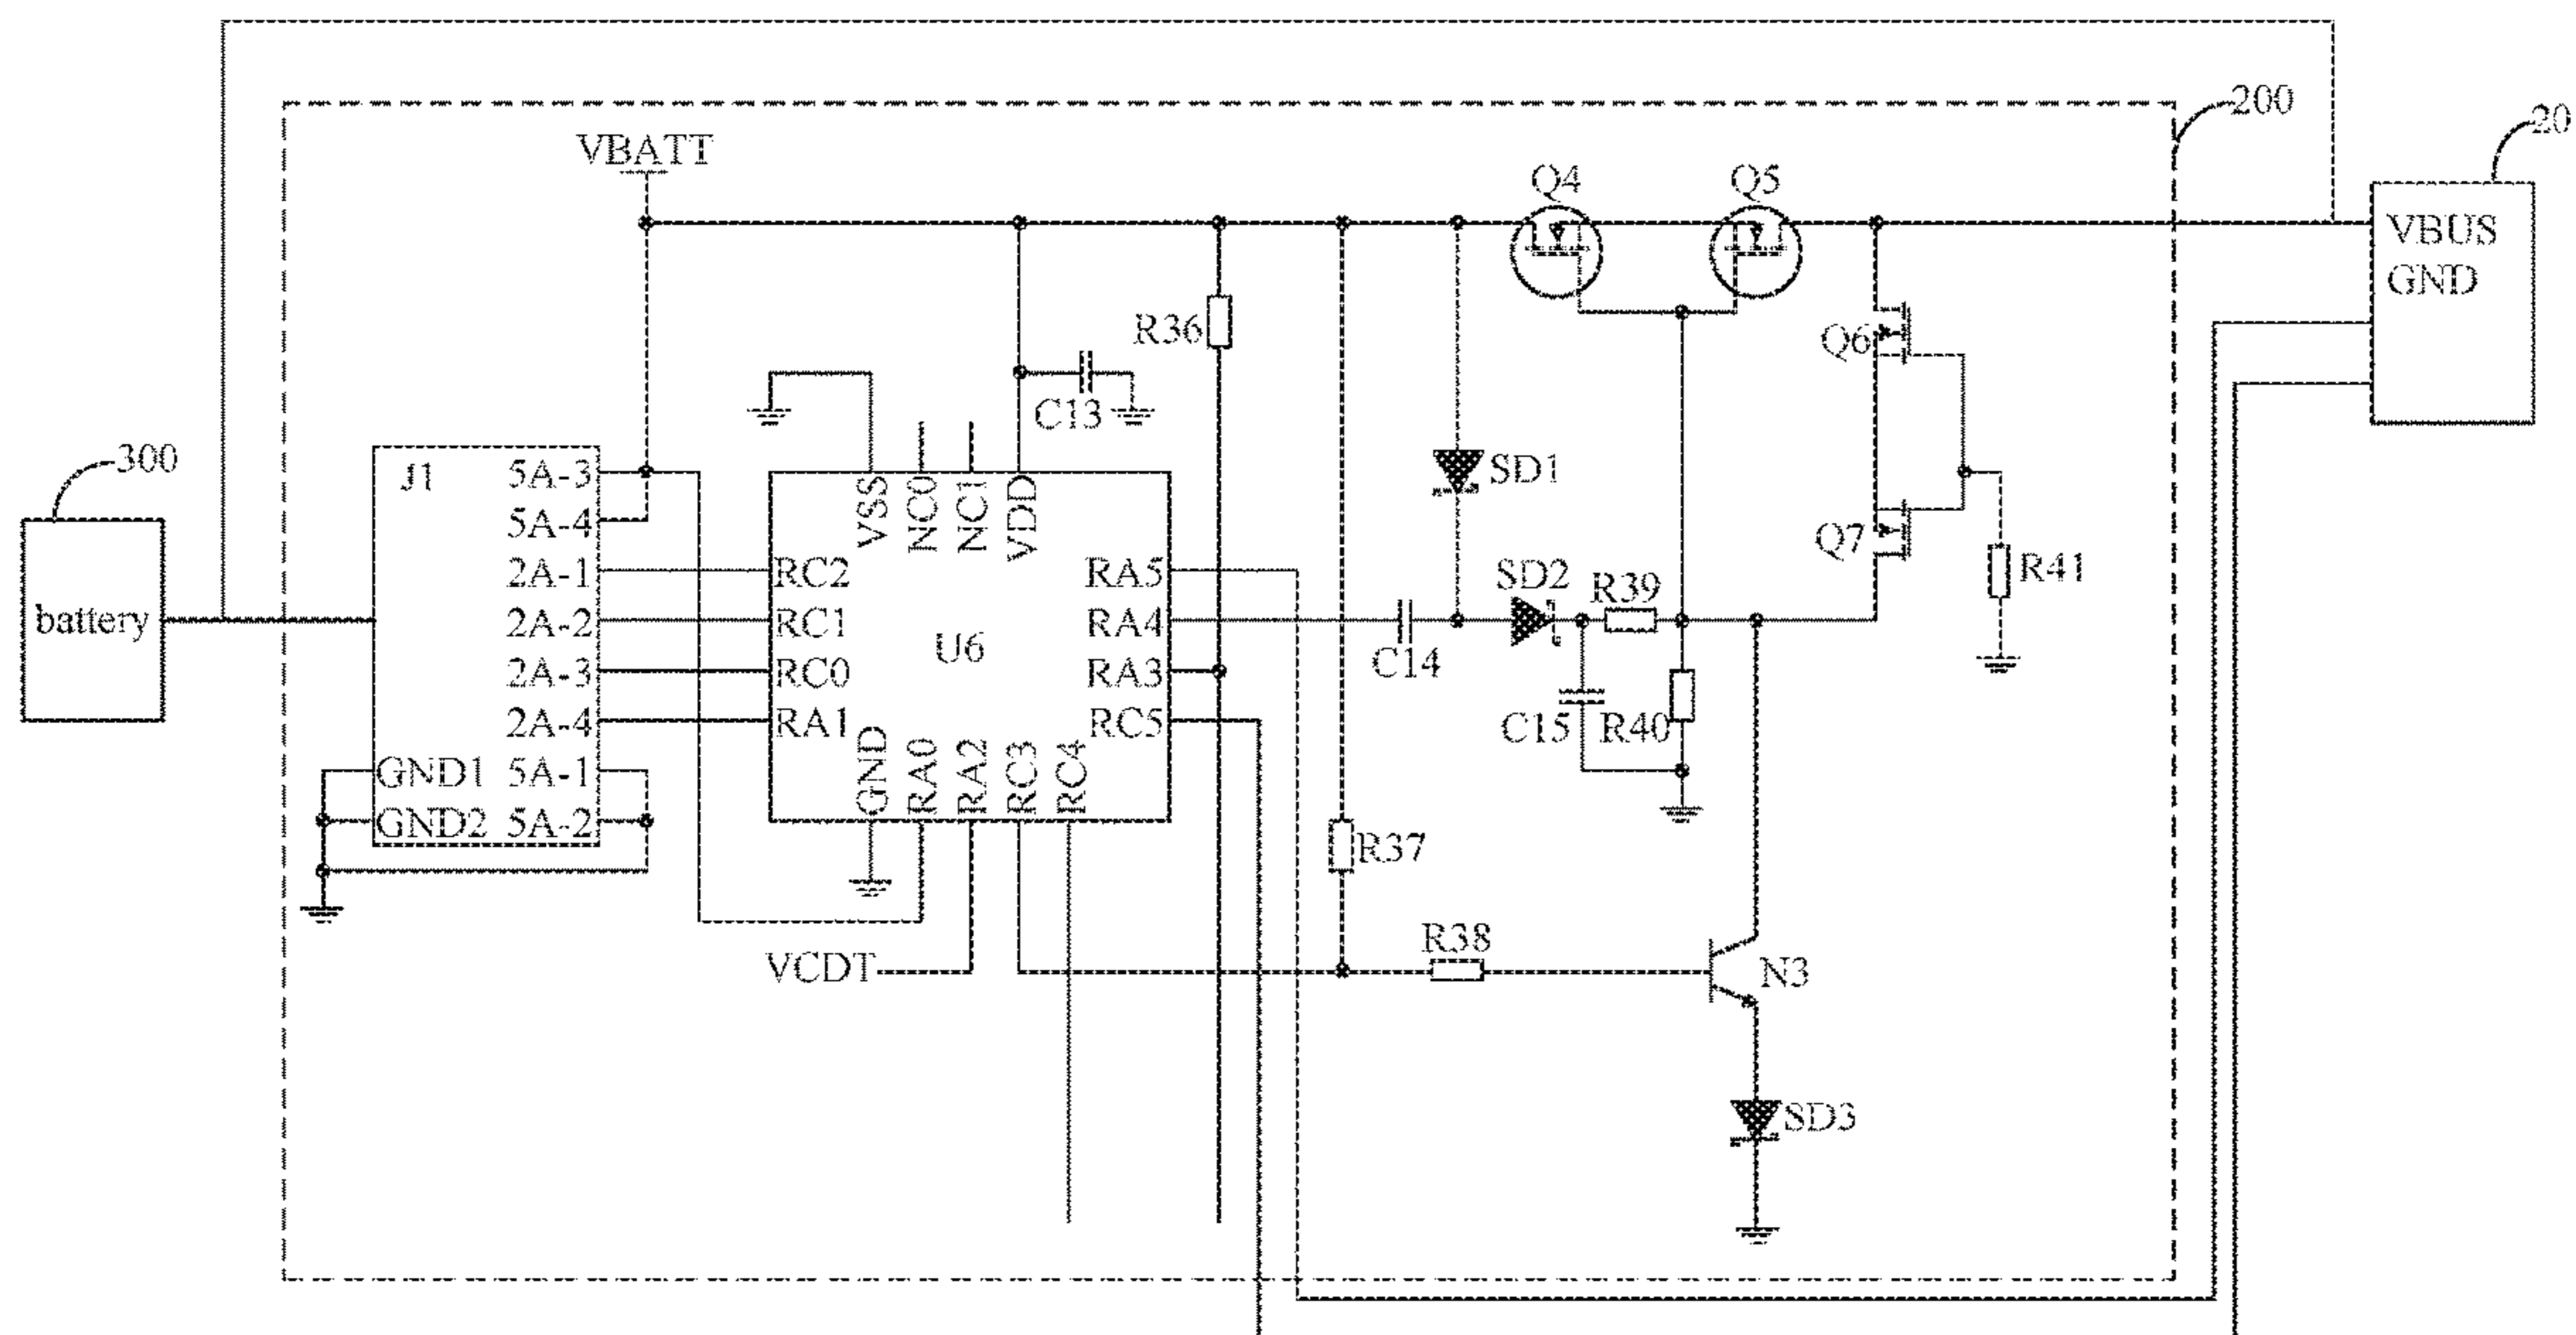 200
20
VBATT
Q4
Q5
VBUS
GND
R36
Q6
C13
300
J1
5A-3
5A-4
2A-1
2A-2
2A-3
2A-4
GND1
5A-1
GND2
5A-2
battery
VSS
NC0
NC1
VDD
RC2
RC1
RC0
RA1
U6
RA5
RA4
RA3
RC5
GND
RA0
RA2
RC3
RC4
SD1
SD2
R39
Q7
R41
C14
C15
R40
R37
VCDT
R38
N3
SD3